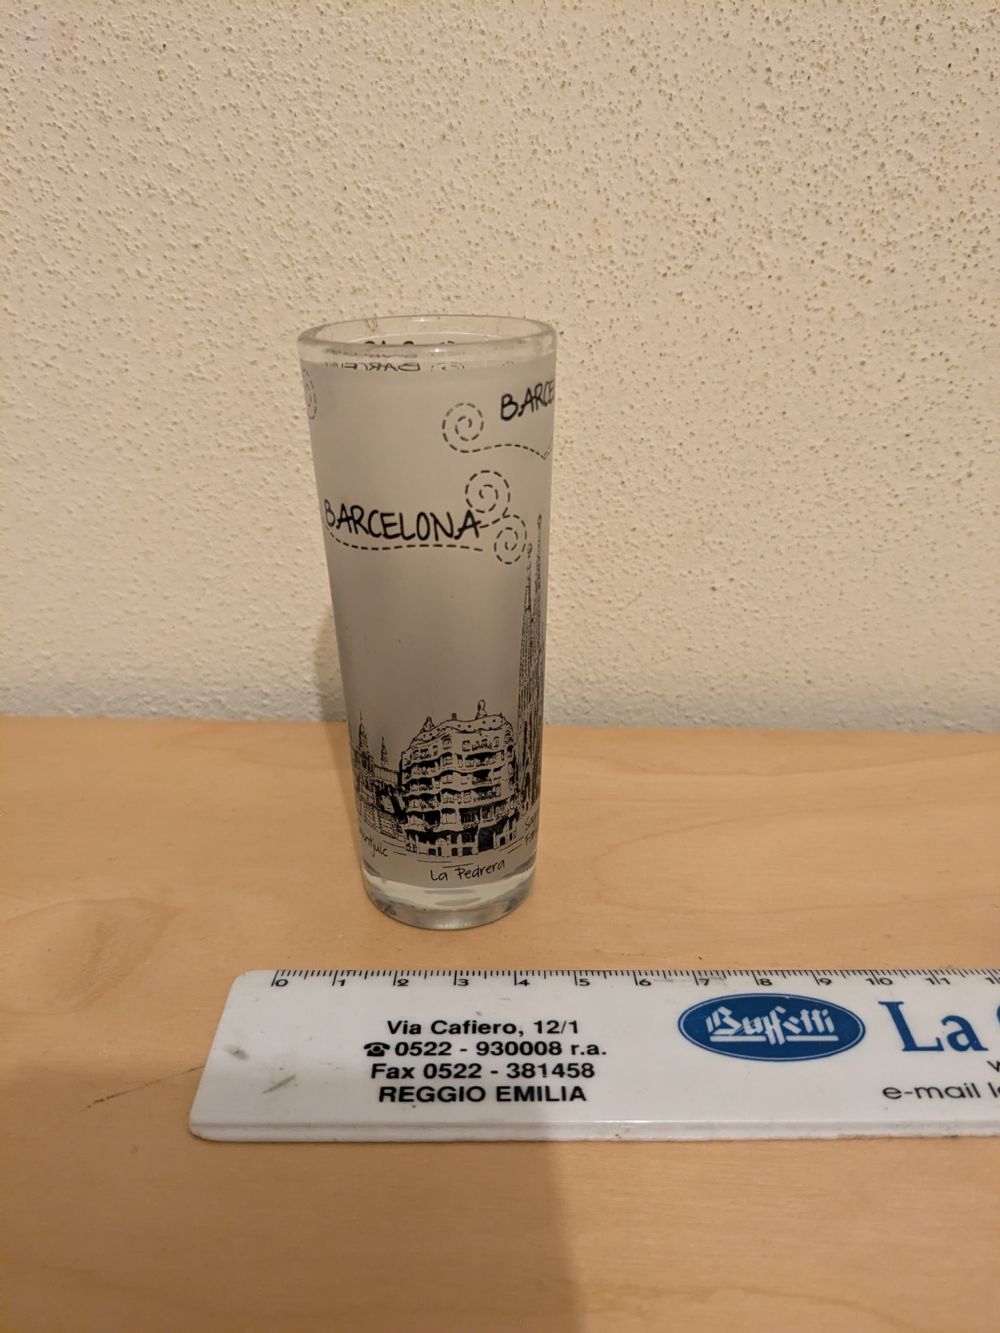 BARCELONA
La Pedrera
0 1 2 3 4 5 6 7 8 9 10 11
Via Cafiero, 12/1
☎ 0522 - 930008 r.a.
Fax 0522 - 381458
REGGIO EMILIA
Buffetti
La
e-mail